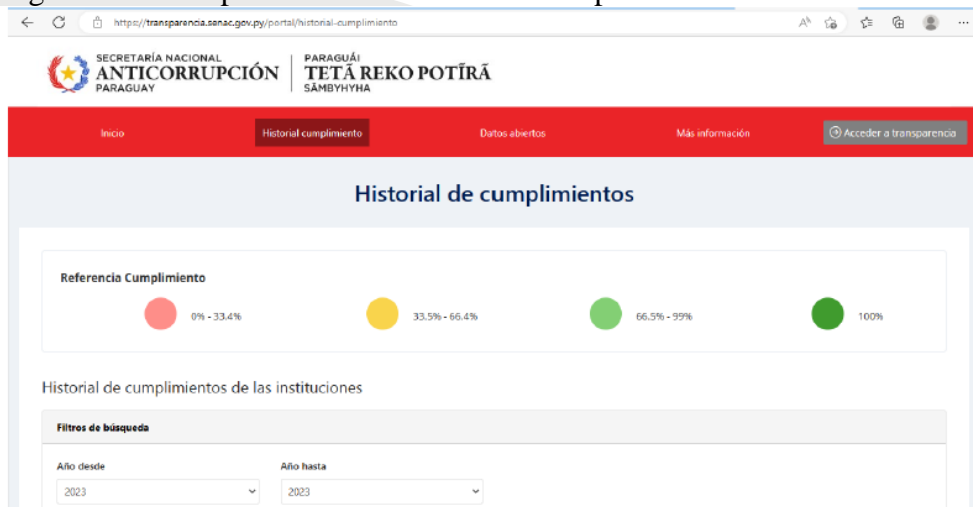 https://transparencia.senac.gov.py/portal/historial-cumplimiento
SECRETARÍA NACIONAL
ANTICORRUPCIÓN
PARAGUAY
PARAGUÁI
TETÃ REKO POTĨRÃ
SÃMBYHYHA
Inicio
Historial cumplimiento
Datos abiertos
Más información
Acceder a transparencia
Historial de cumplimientos
Referencia Cumplimiento
0% - 33.4%
33.5% - 66.4%
66.5% - 99%
100%
Historial de cumplimientos de las instituciones
Filtros de búsqueda
Año desde
Año hasta
2023
2023